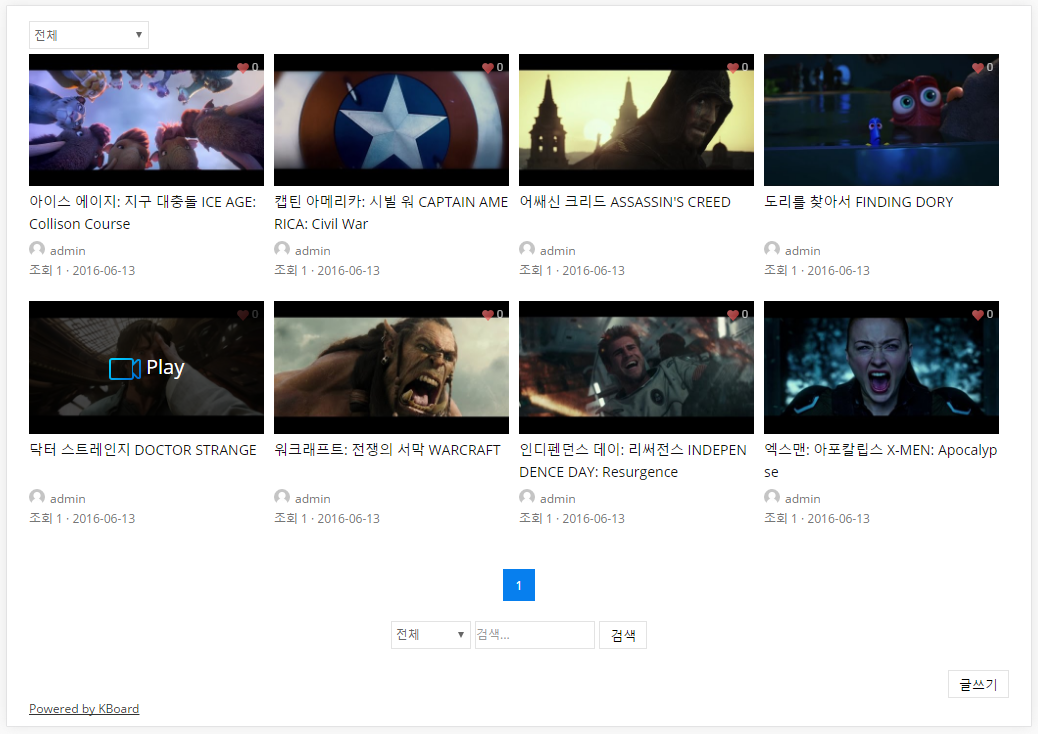 전체
0 0 0 0
아이스 에이지: 지구 대충돌 ICE AGE:
Collison Course
admin
조회 1 · 2016-06-13
캡틴 아메리카: 시빌 워 CAPTAIN AME
RICA: Civil War
admin
조회 1 · 2016-06-13
어쌔신 크리드 ASSASSIN'S CREED
admin
조회 1 · 2016-06-13
도리를 찾아서 FINDING DORY
admin
조회 1 · 2016-06-13
0 0 0 0
Play
닥터 스트레인지 DOCTOR STRANGE
admin
조회 1 · 2016-06-13
워크래프트: 전쟁의 서막 WARCRAFT
admin
조회 1 · 2016-06-13
인디펜던스 데이: 리써전스 INDEPEN
DENCE DAY: Resurgence
admin
조회 1 · 2016-06-13
엑스맨: 아포칼립스 X-MEN: Apocalyp
se
admin
조회 1 · 2016-06-13
1
전체 검색... 검색
글쓰기
Powered by KBoard